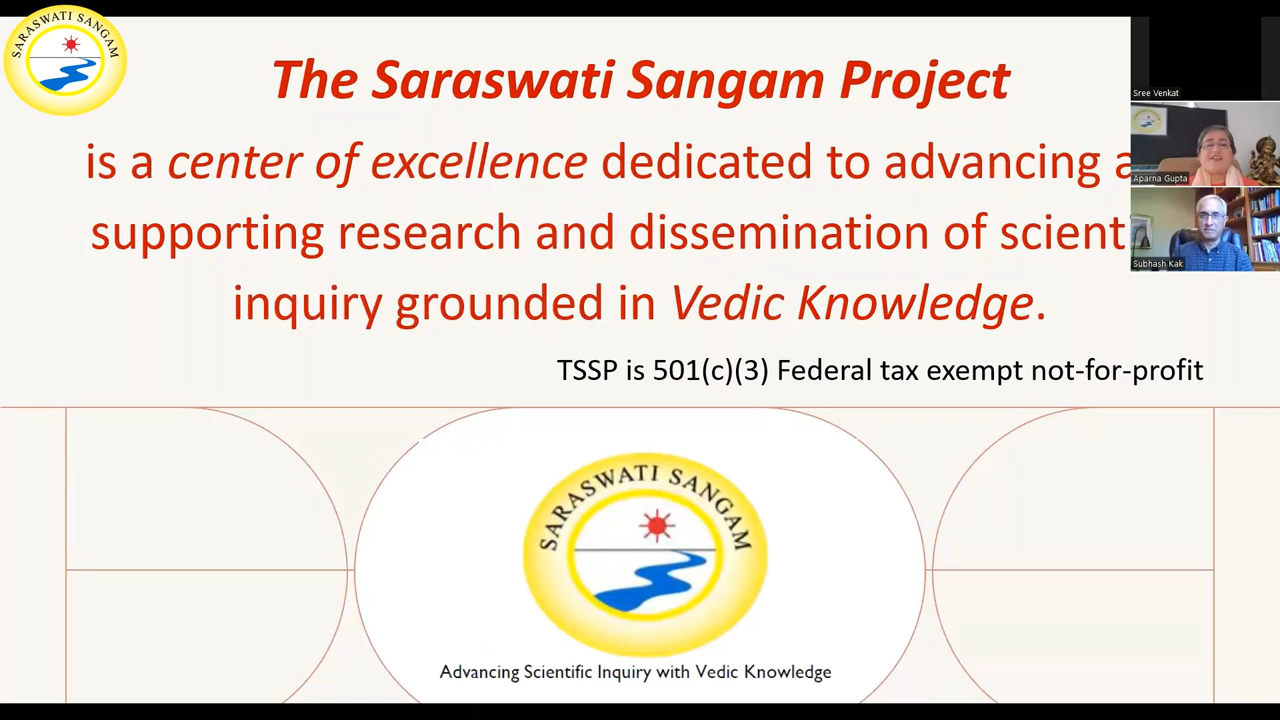 SARASWATI SANGAM
The Saraswati Sangam Project
is a center of excellence dedicated to advancing
supporting research and dissemination of scient
inquiry grounded in Vedic Knowledge.
TSSP is 501(c)(3) Federal tax exempt not-for-profit
Sree Venkat
Aparna Gupta
Subhash Kak
SARASWATI SANGAM
Advancing Scientific Inquiry with Vedic Knowledge